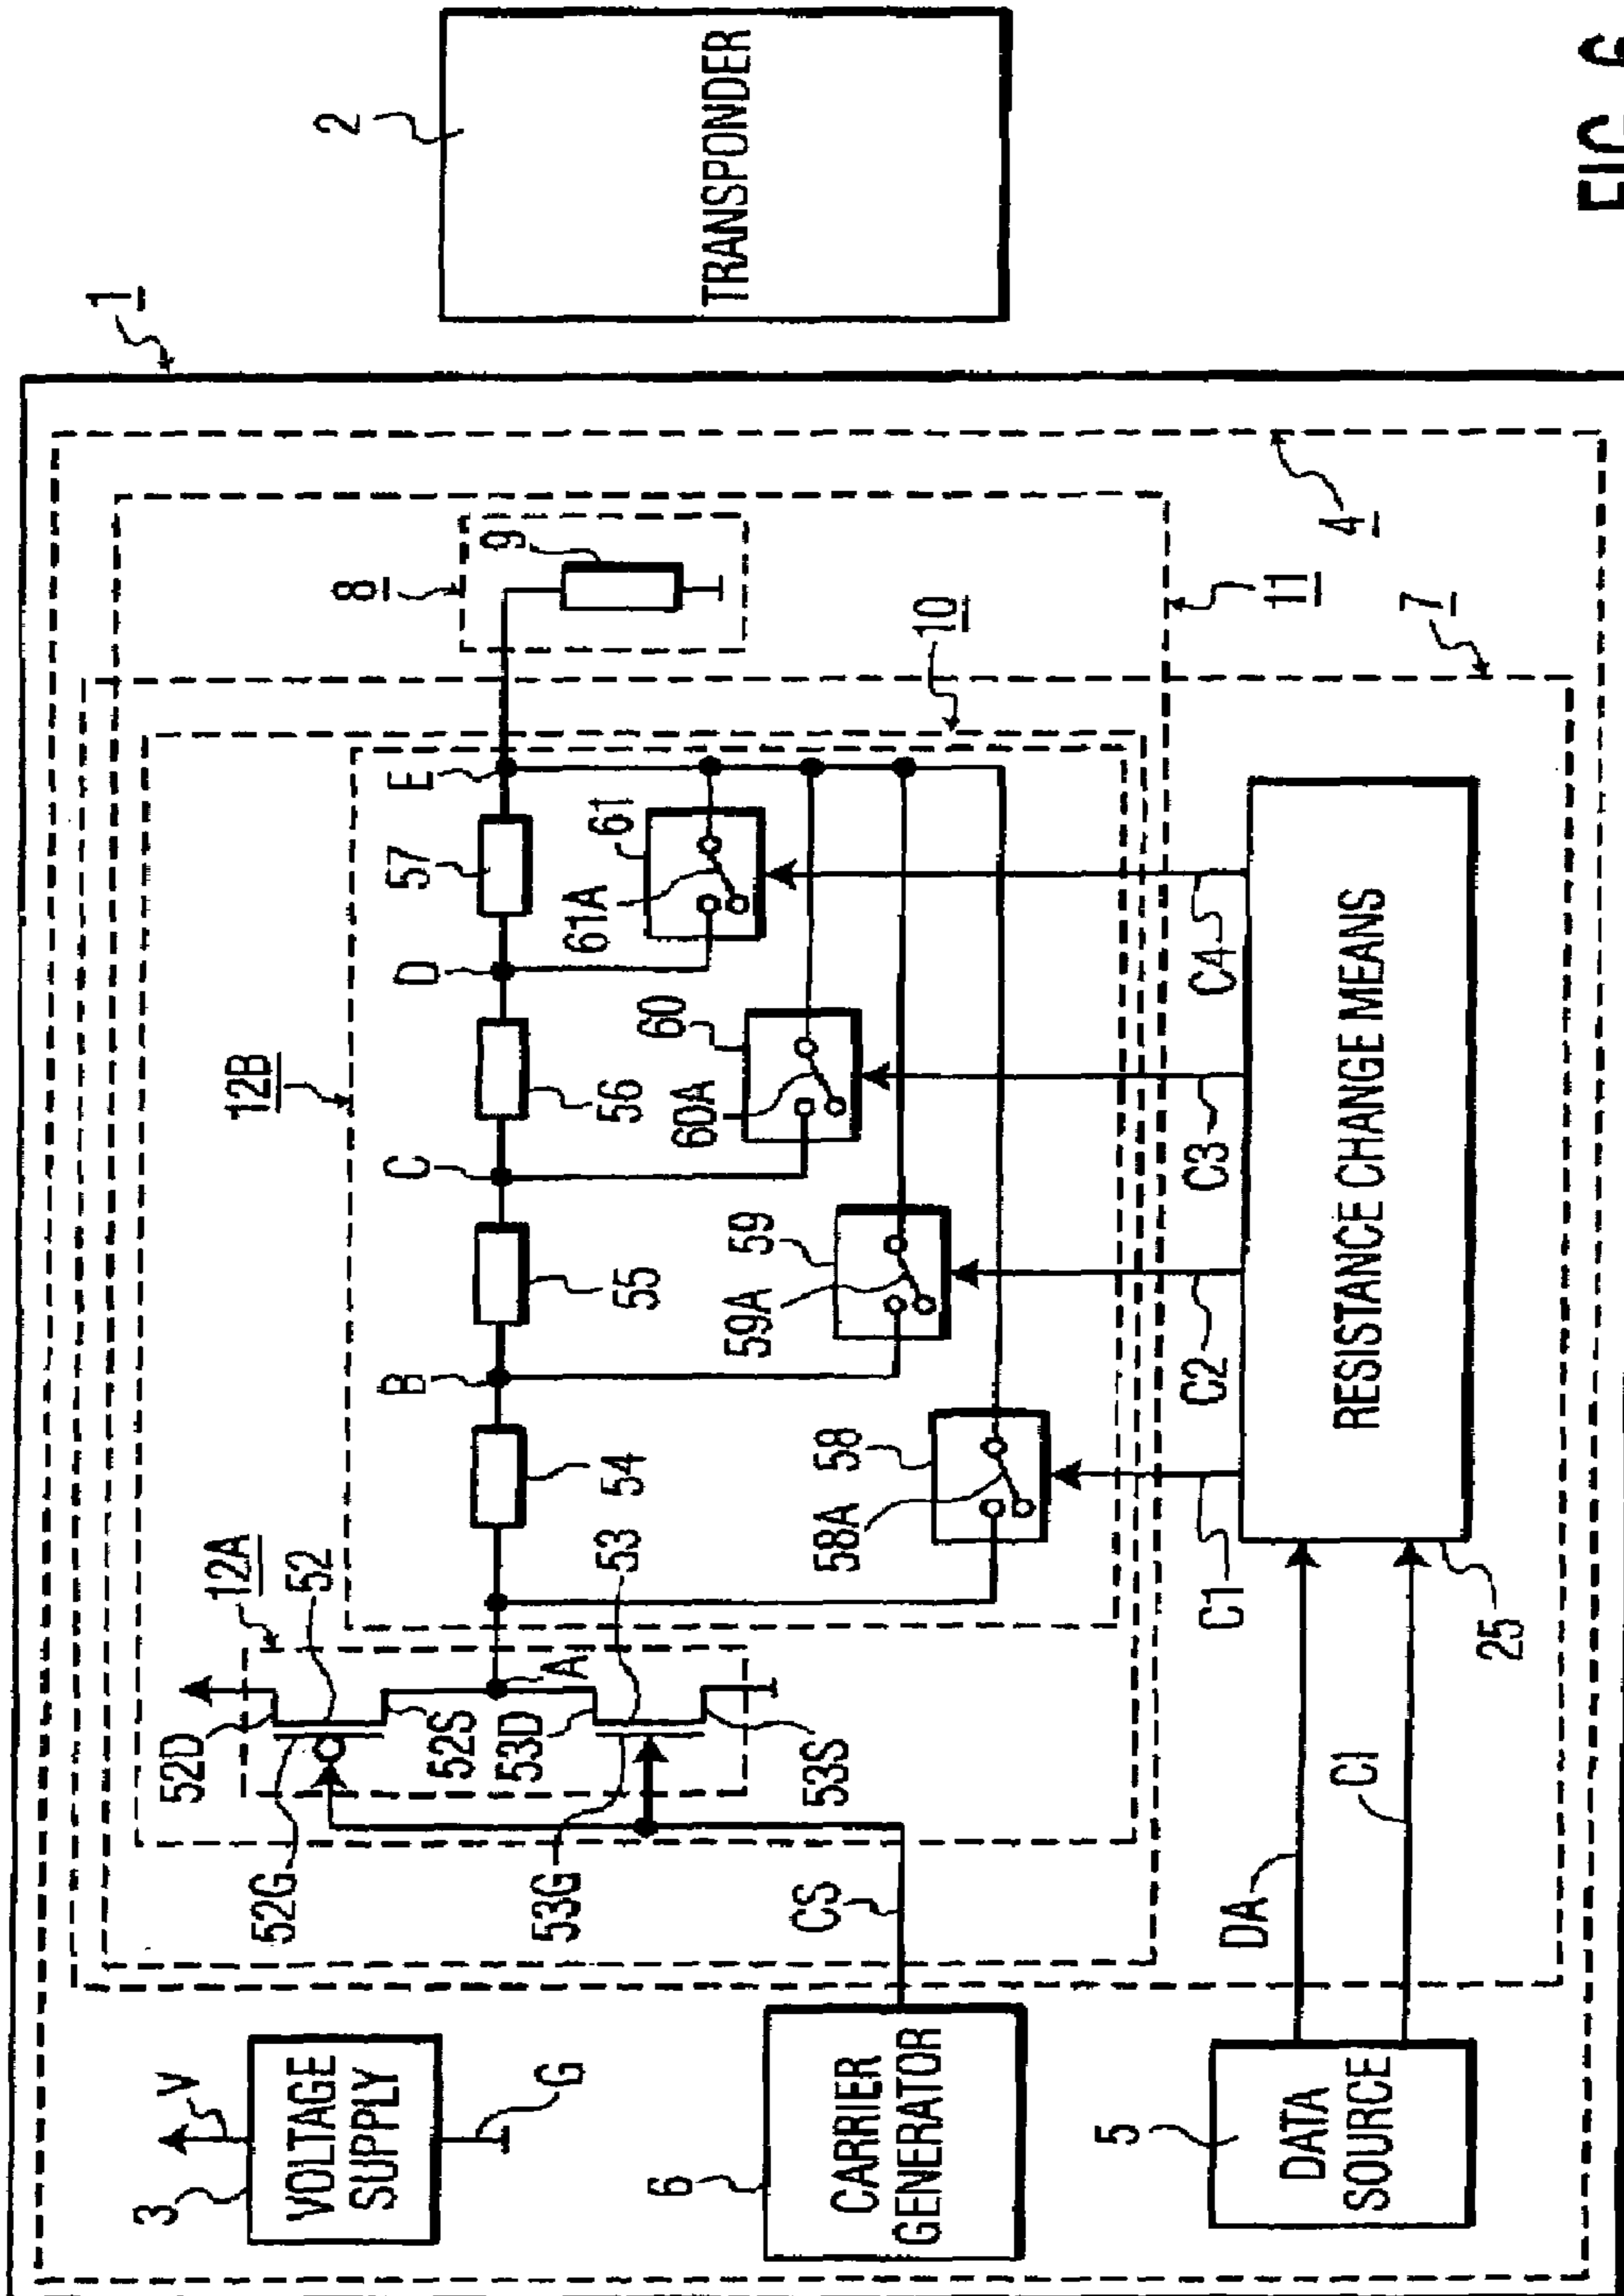 1
2
TRANSPONDER
3
V
VOLTAGE SUPPLY
G
6
CARRIER GENERATOR
CS
5
DATA SOURCE
DA
C1
25
RESISTANCE CHANGE MEANS
C1
C2
C3
C4
12A
52D
52
52G
52S
A
53D
53
53G
53S
12B
54
B
55
C
56
D
57
E
58
58A
59
59A
60
60A
61
61A
8
9
10
11
4
7